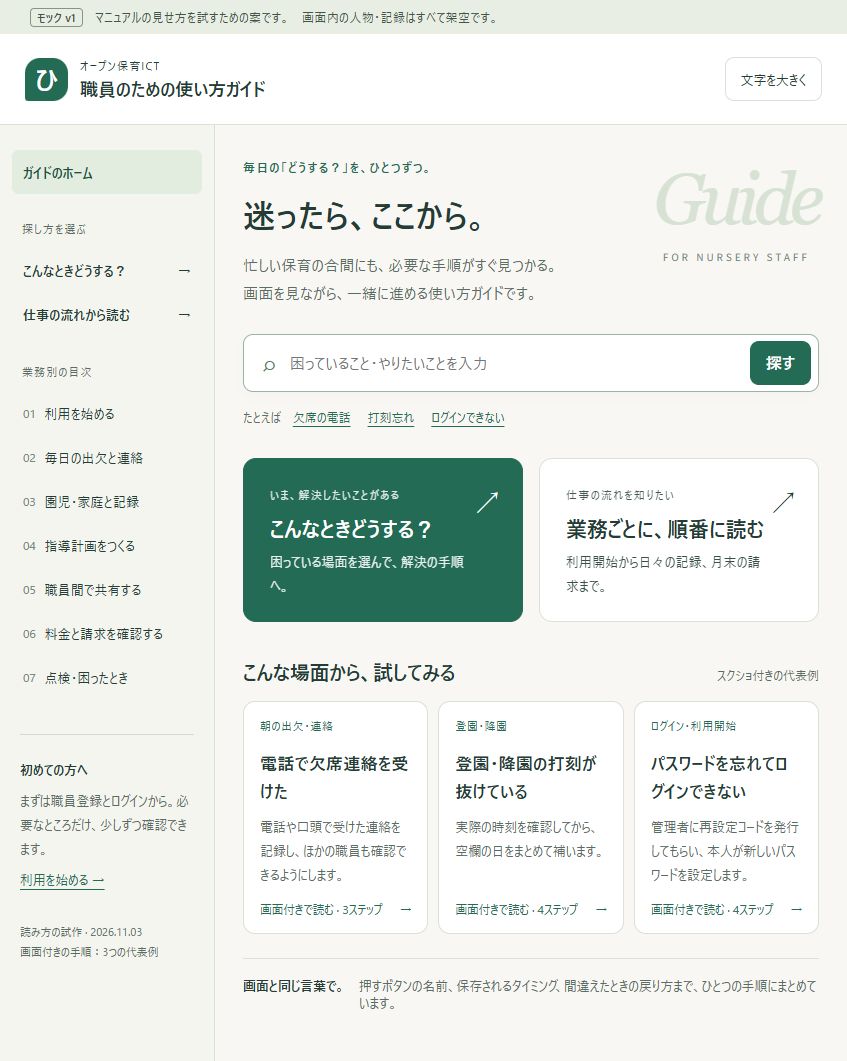 モック v1 マニュアルの見せ方を試すための案です。 画面内の人物・記録はすべて架空です。
ひ
オープン保育ICT
職員のための使い方ガイド
文字を大きく
ガイドのホーム
探し方を選ぶ
こんなときどうする？ →
仕事の流れから読む →
業務別の目次
01 利用を始める
02 毎日の出欠と連絡
03 園児・家庭と記録
04 指導計画をつくる
05 職員間で共有する
06 料金と請求を確認する
07 点検・困ったとき
初めての方へ
まずは職員登録とログインから。必
要なところだけ、少しずつ確認でき
ます。
利用を始める →
読み方の試作 · 2026.11.03
画面付きの手順：3つの代表例
毎日の「どうする？」を、ひとつずつ。
迷ったら、ここから。
忙しい保育の合間にも、必要な手順がすぐ見つかる。
画面を見ながら、一緒に進める使い方ガイドです。
Guide
FOR NURSERY STAFF
困っていること・やりたいことを入力
探す
たとえば 欠席の電話 打刻忘れ ログインできない
いま、解決したいことがある
こんなときどうする？
困っている場面を選んで、解決の手順
へ。
↗
仕事の流れを知りたい
業務ごとに、順番に読む
利用開始から日々の記録、月末の請
求まで。
↗
こんな場面から、試してみる
スクショ付きの代表例
朝の出欠・連絡
電話で欠席連絡を受
けた
電話や口頭で受けた連絡を
記録し、ほかの職員も確認で
きるようにします。
画面付きで読む · 3ステップ →
登園・降園
登園・降園の打刻が
抜けている
実際の時刻を確認してから、
空欄の日をまとめて補います。
画面付きで読む · 4ステップ →
ログイン・利用開始
パスワードを忘れてロ
グインできない
管理者に再設定コードを発行
してもらい、本人が新しいパス
ワードを設定します。
画面付きで読む · 4ステップ →
画面と同じ言葉で。 押すボタンの名前、保存されるタイミング、間違えたときの戻り方まで、ひとつの手順にまとめて
います。